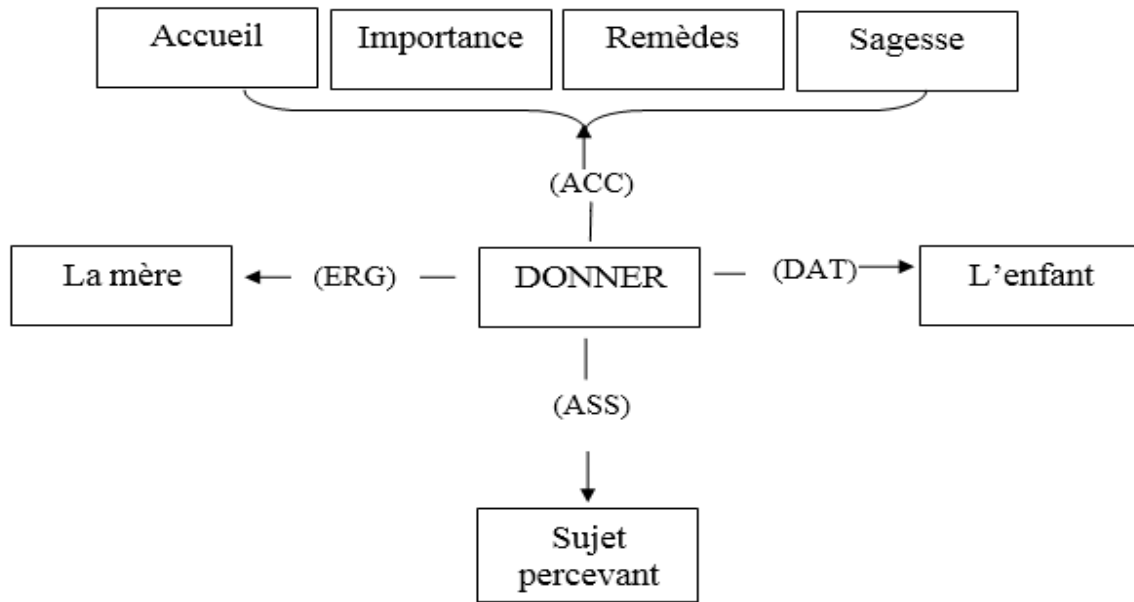 Accueil
Importance
Remèdes
Sagesse
(ACC)
La mère
(ERG)
DONNER
(DAT)
L’enfant
(ASS)
Sujet
percevant